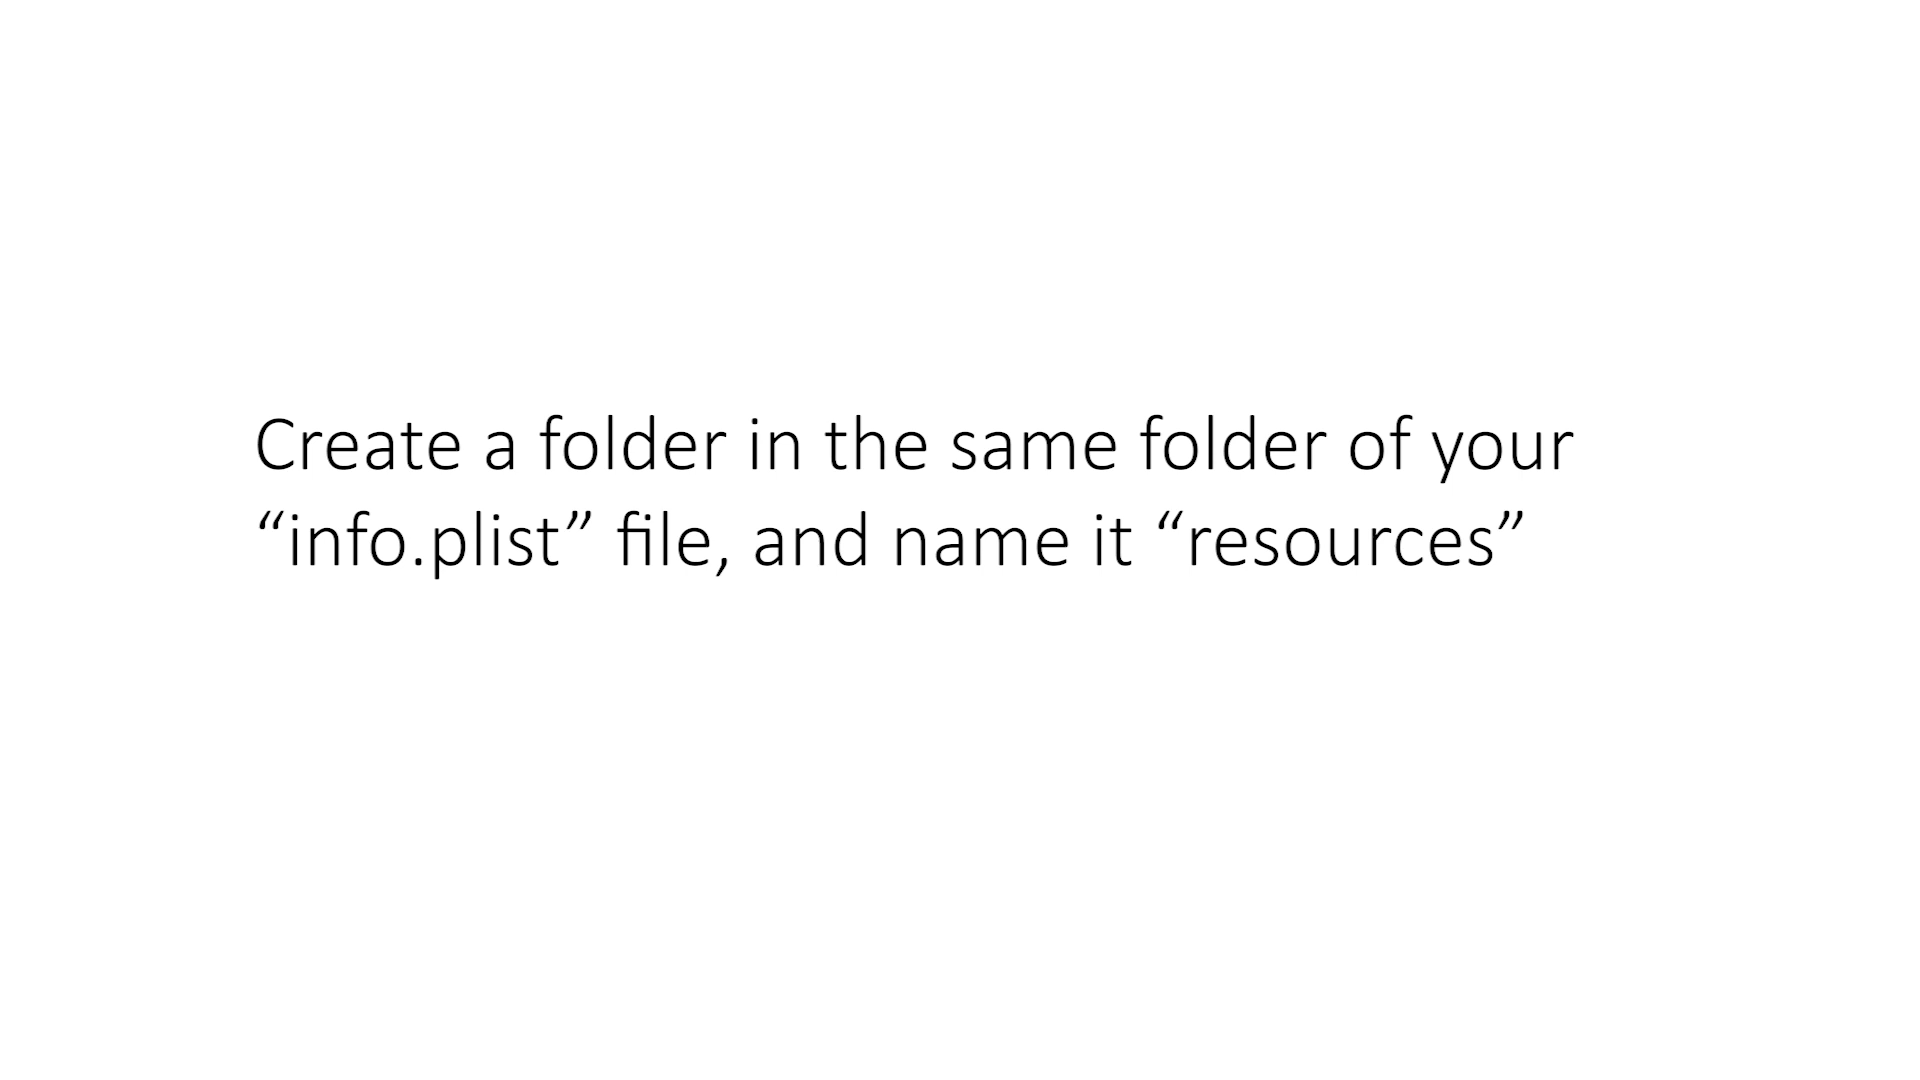 Create a folder in the same folder of your
“info.plist” file, and name it “resources”